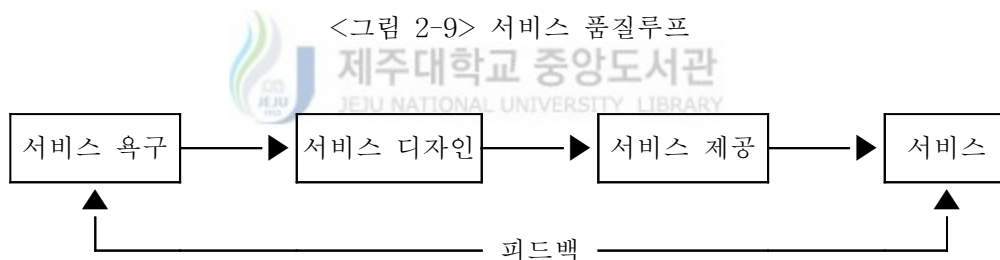 <그림 2-9> 서비스 품질루프
제주대학교 중앙도서관
JEJU NATIONAL UNIVERSITY LIBRARY
JEJU
1952
서비스 욕구
서비스 디자인
서비스 제공
서비스
피드백